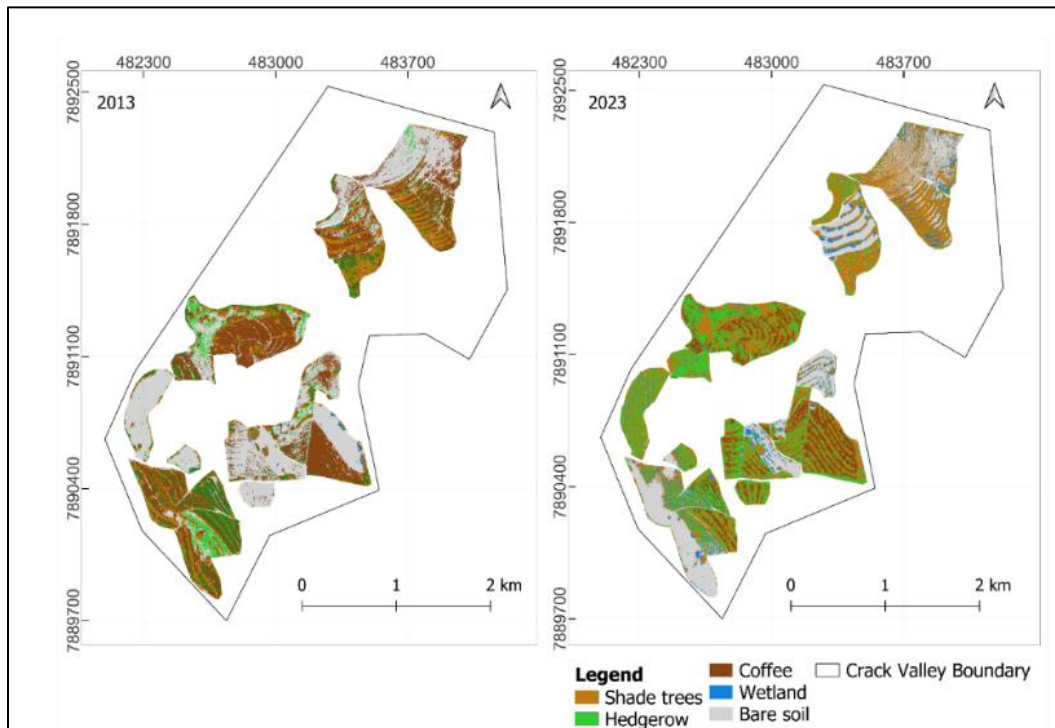 482300 483000 483700
482300 483000 483700
2013
2023
7892500
7891800
7891100
7890400
7889700
7892500
7891800
7891100
7890400
7889700
0 1 2 km
0 1 2 km
Legend
Shade trees
Hedgerow
Coffee
Wetland
Bare soil
Crack Valley Boundary